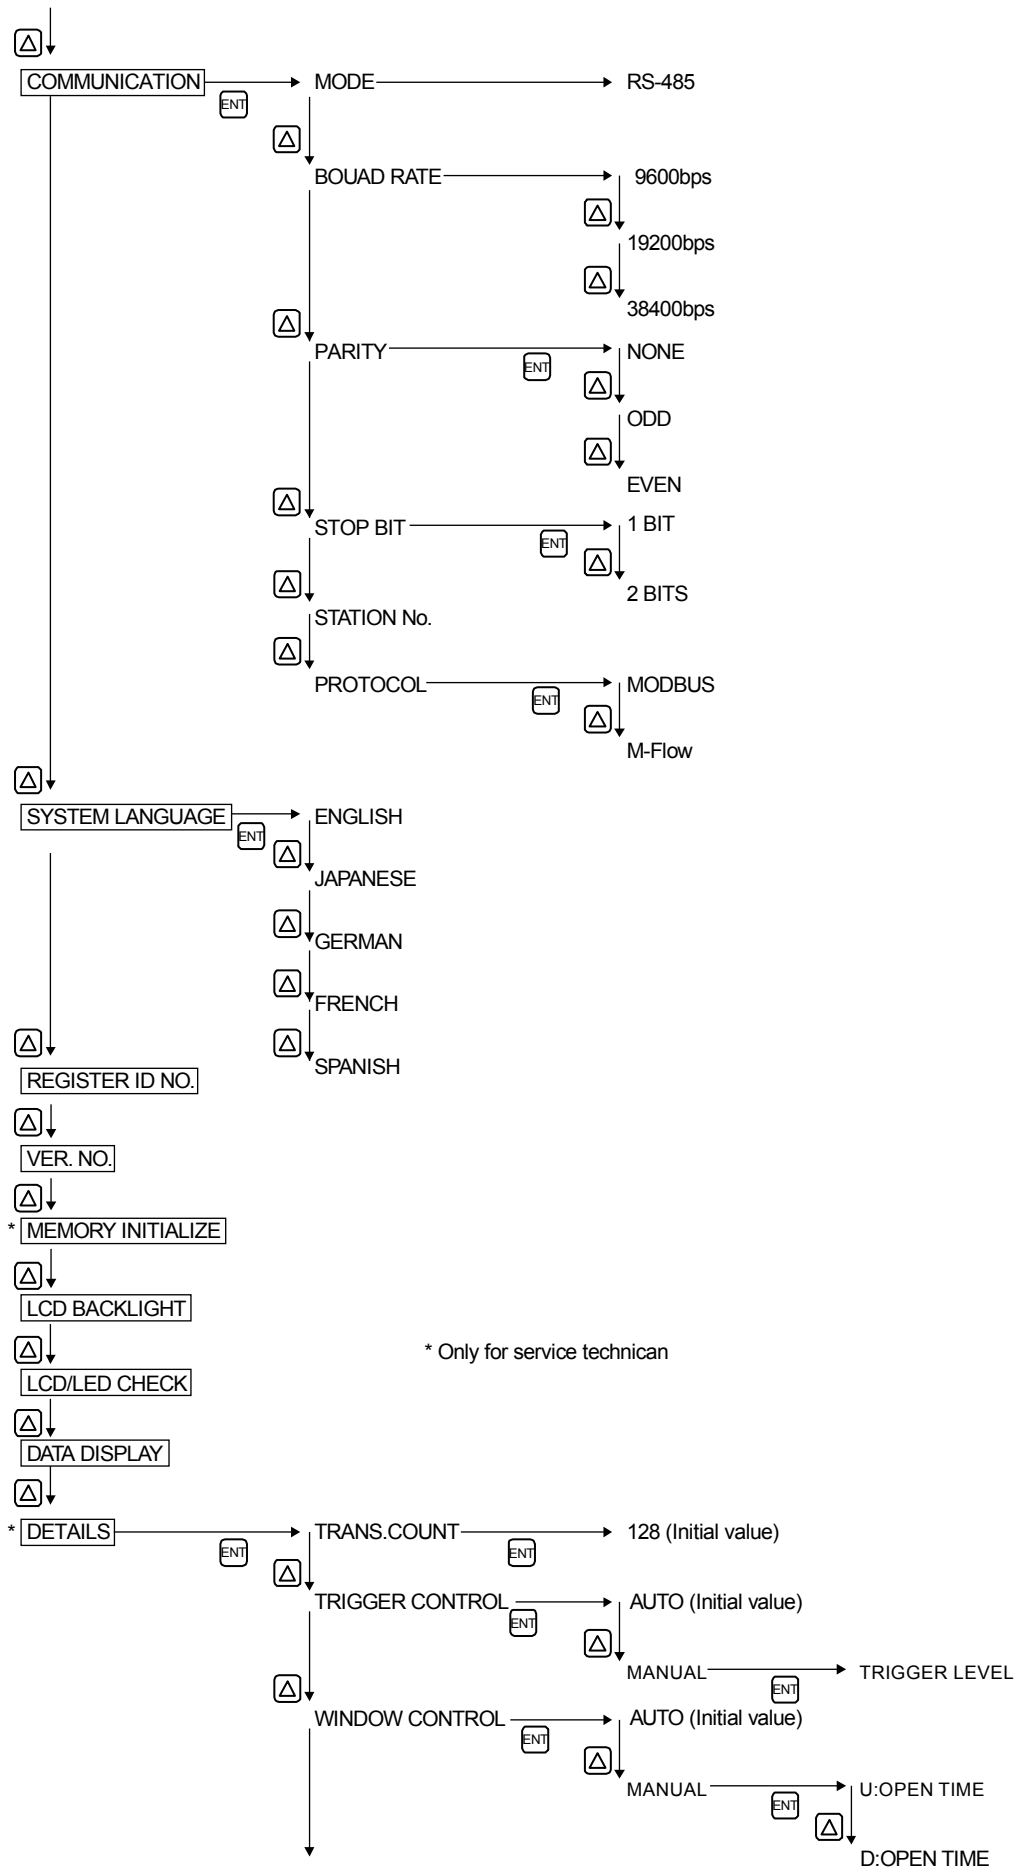 △
COMMUNICATION MODE RS-485
ENT
△
BOUAD RATE 9600bps
△
19200bps
△
38400bps
△
PARITY NONE
ENT
△
ODD
△
EVEN
△
STOP BIT 1 BIT
ENT
△
△
2 BITS
STATION No.
△
PROTOCOL MODBUS
ENT
△
M-Flow
△
SYSTEM LANGUAGE ENGLISH
ENT
△
JAPANESE
△
GERMAN
△
FRENCH
△
△
SPANISH
REGISTER ID NO.
△
VER. NO.
△
* MEMORY INITIALIZE
△
LCD BACKLIGHT
△
* Only for service technican
LCD/LED CHECK
△
DATA DISPLAY
△
* DETAILS TRANS.COUNT 128 (Initial value)
ENT ENT
△
TRIGGER CONTROL AUTO (Initial value)
ENT
△
MANUAL TRIGGER LEVEL
ENT
△
WINDOW CONTROL AUTO (Initial value)
ENT
△
MANUAL U:OPEN TIME
ENT
△
D:OPEN TIME